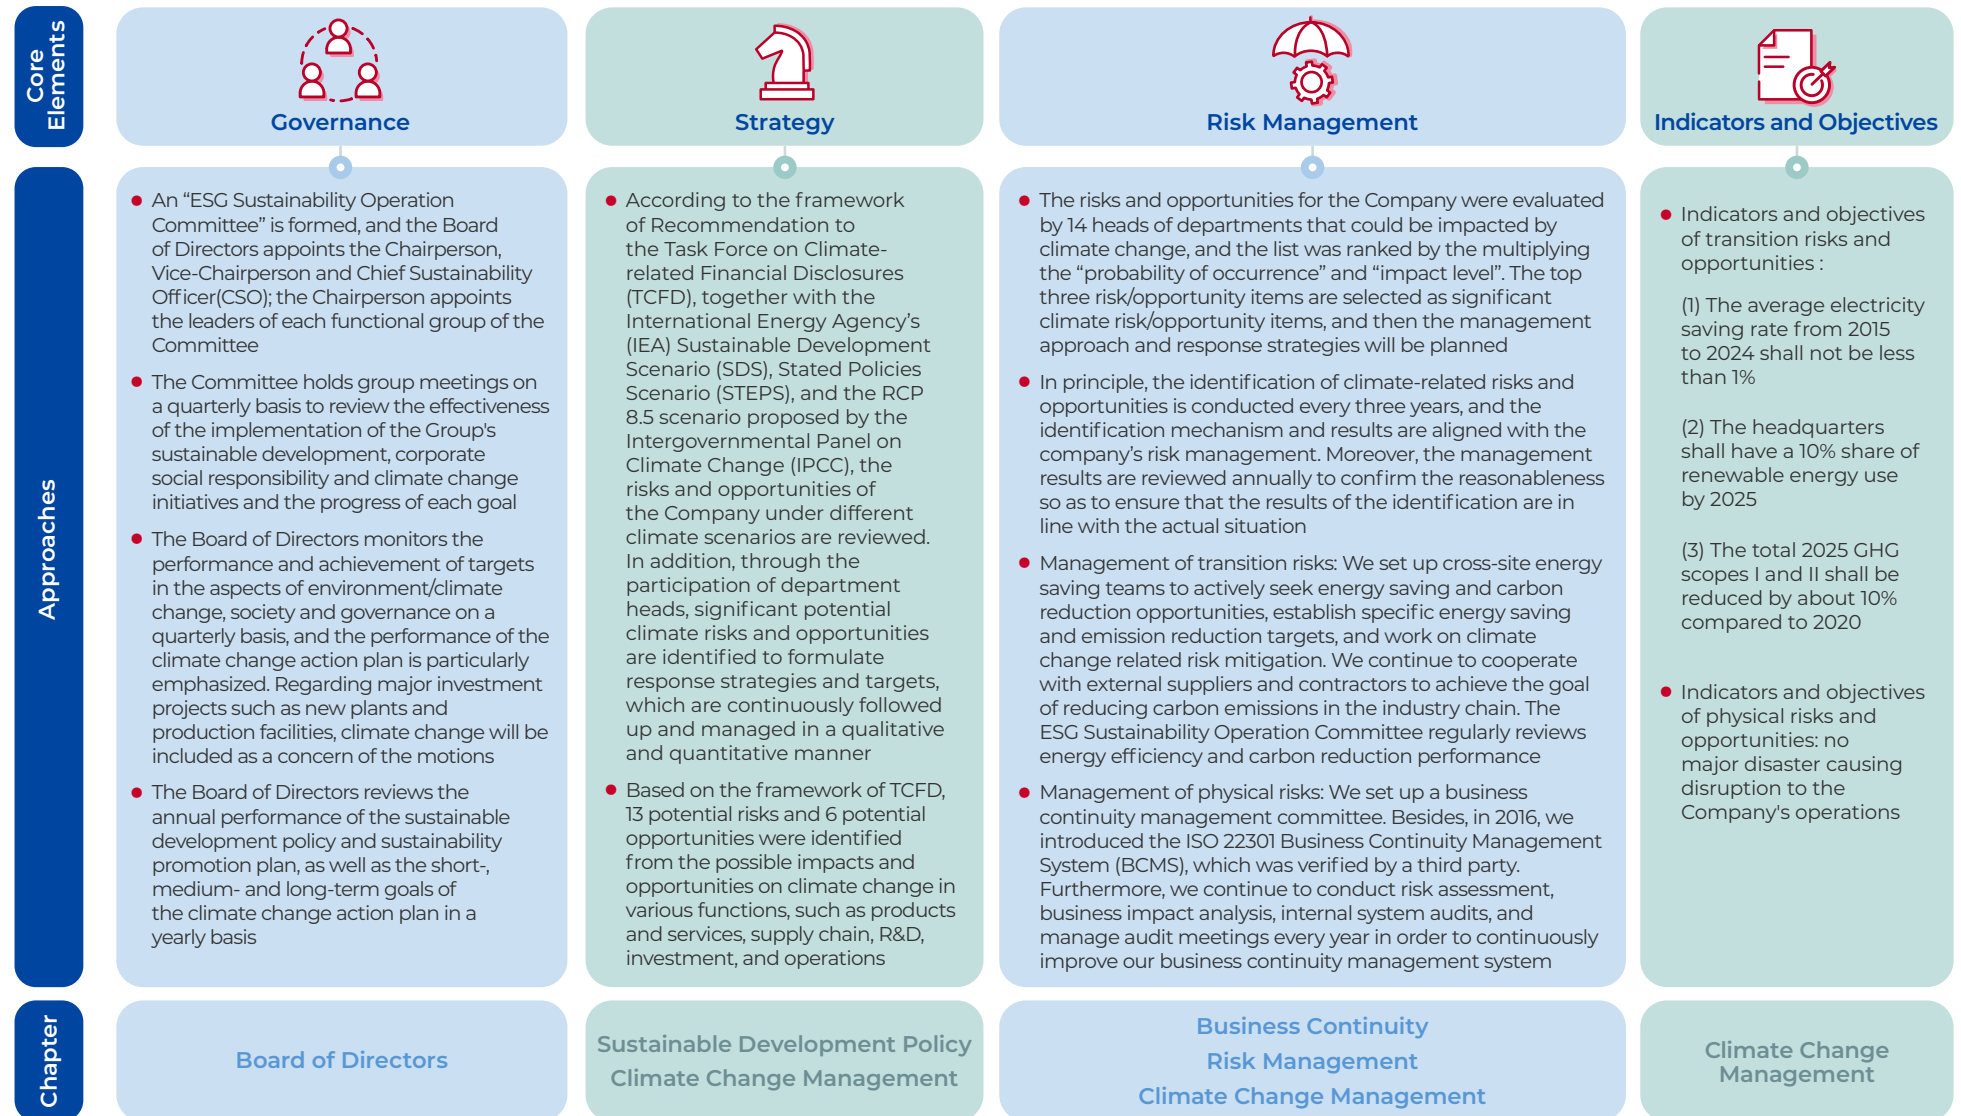 Core
Elements
Governance
Strategy
Risk Management
Indicators and Objectives
Approaches
An “ESG Sustainability Operation
Committee” is formed, and the Board
of Directors appoints the Chairperson,
Vice-Chairperson and Chief Sustainability
Officer(CSO); the Chairperson appoints
the leaders of each functional group of the
Committee
The Committee holds group meetings on
a quarterly basis to review the effectiveness
of the implementation of the Group's
sustainable development, corporate
social responsibility and climate change
initiatives and the progress of each goal
The Board of Directors monitors the
performance and achievement of targets
in the aspects of environment/climate
change, society and governance on a
quarterly basis, and the performance of the
climate change action plan is particularly
emphasized. Regarding major investment
projects such as new plants and
production facilities, climate change will be
included as a concern of the motions
The Board of Directors reviews the
annual performance of the sustainable
development policy and sustainability
promotion plan, as well as the short-,
medium- and long-term goals of
the climate change action plan in a
yearly basis
According to the framework
of Recommendation to
the Task Force on Climate-
related Financial Disclosures
(TCFD), together with the
International Energy Agency’s
(IEA) Sustainable Development
Scenario (SDS), Stated Policies
Scenario (STEPS), and the RCP
8.5 scenario proposed by the
Intergovernmental Panel on
Climate Change (IPCC), the
risks and opportunities of
the Company under different
climate scenarios are reviewed.
In addition, through the
participation of department
heads, significant potential
climate risks and opportunities
are identified to formulate
response strategies and targets,
which are continuously followed
up and managed in a qualitative
and quantitative manner
Based on the framework of TCFD,
13 potential risks and 6 potential
opportunities were identified
from the possible impacts and
opportunities on climate change in
various functions, such as products
and services, supply chain, R&D,
investment, and operations
The risks and opportunities for the Company were evaluated
by 14 heads of departments that could be impacted by
climate change, and the list was ranked by the multiplying
the “probability of occurrence” and “impact level”. The top
three risk/opportunity items are selected as significant
climate risk/opportunity items, and then the management
approach and response strategies will be planned
In principle, the identification of climate-related risks and
opportunities is conducted every three years, and the
identification mechanism and results are aligned with the
company’s risk management. Moreover, the management
results are reviewed annually to confirm the reasonableness
so as to ensure that the results of the identification are in
line with the actual situation
Management of transition risks: We set up cross-site energy
saving teams to actively seek energy saving and carbon
reduction opportunities, establish specific energy saving
and emission reduction targets, and work on climate
change related risk mitigation. We continue to cooperate
with external suppliers and contractors to achieve the goal
of reducing carbon emissions in the industry chain. The
ESG Sustainability Operation Committee regularly reviews
energy efficiency and carbon reduction performance
Management of physical risks: We set up a business
continuity management committee. Besides, in 2016, we
introduced the ISO 22301 Business Continuity Management
System (BCMS), which was verified by a third party.
Furthermore, we continue to conduct risk assessment,
business impact analysis, internal system audits, and
manage audit meetings every year in order to continuously
improve our business continuity management system
Indicators and objectives
of transition risks and
opportunities :
(1) The average electricity
saving rate from 2015
to 2024 shall not be less
than 1%
(2) The headquarters
shall have a 10% share of
renewable energy use
by 2025
(3) The total 2025 GHG
scopes I and II shall be
reduced by about 10%
compared to 2020
Indicators and objectives
of physical risks and
opportunities: no
major disaster causing
disruption to the
Company's operations
Chapter
Board of Directors
Sustainable Development Policy
Climate Change Management
Business Continuity
Risk Management
Climate Change Management
Climate Change
Management